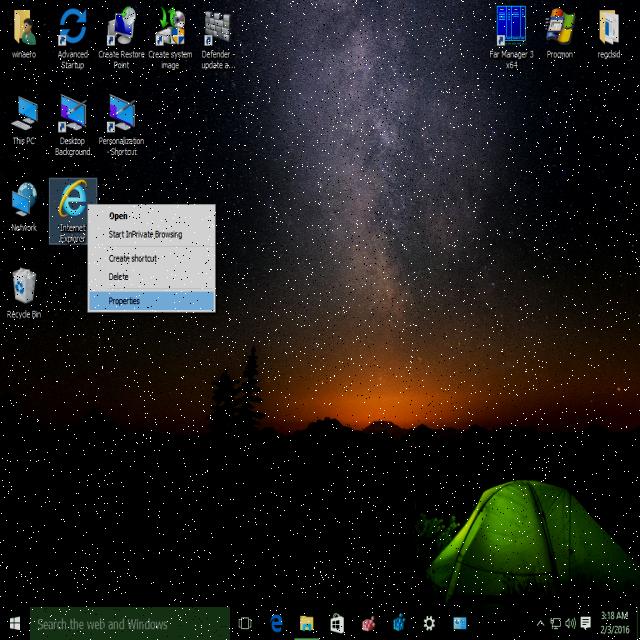 winaero
Advanced
Startup
Create Restore
Point
Create system
image
Defender
update a...
Far Manager 3
x64
Procmon
regdsid
This PC
Desktop
Background.
Personalization
- Shortcut
Network
Internet
Explorer
Open
Start InPrivate Browsing
Create shortcut
Delete
Properties
Recycle Bin
Search the web and Windows
3:18 AM
2/3/2016